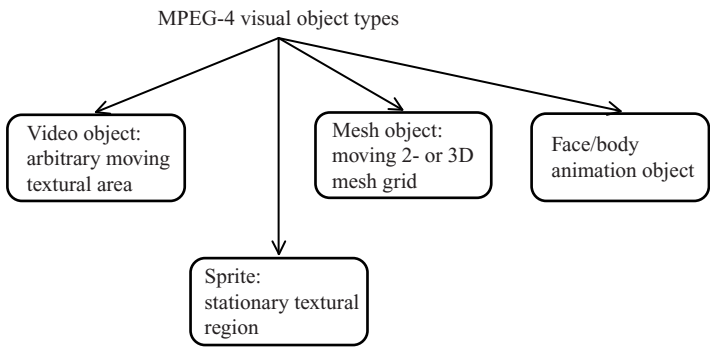 MPEG-4 visual object types
Video object:
arbitrary moving
textural area
Mesh object:
moving 2- or 3D
mesh grid
Face/body
animation object
Sprite:
stationary textural
region